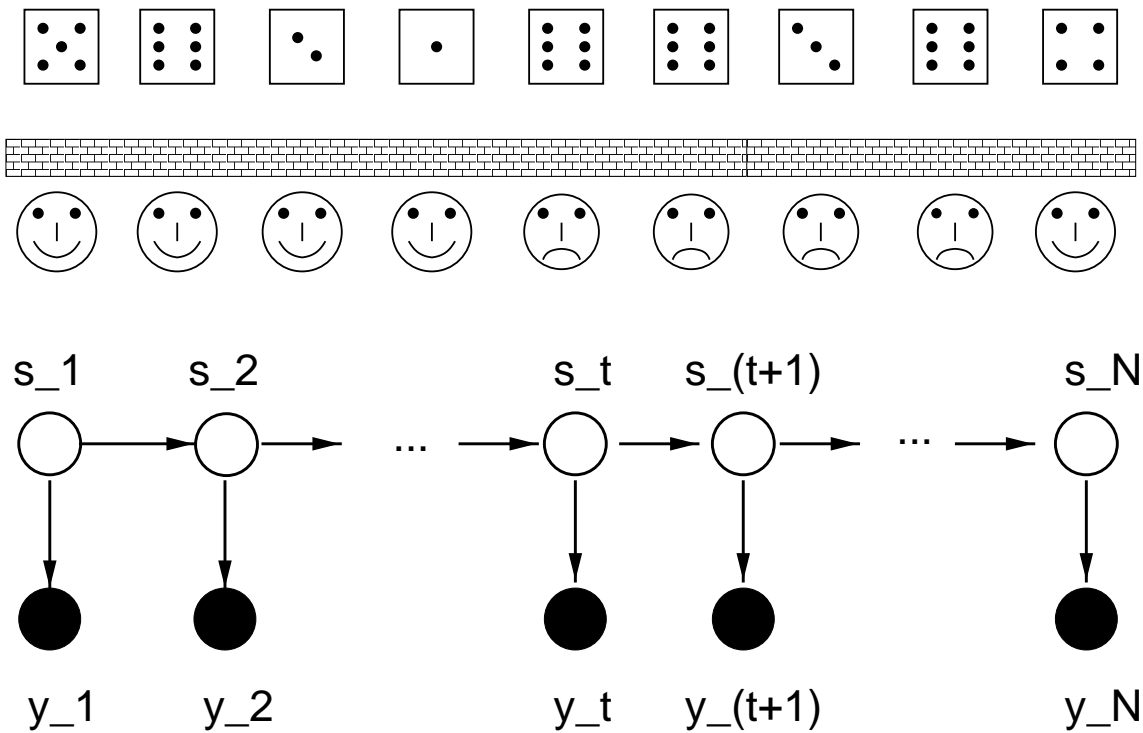 s_1 s_2 s_t s_(t+1) s_N
... ...
y_1 y_2 y_t y_(t+1) y_N